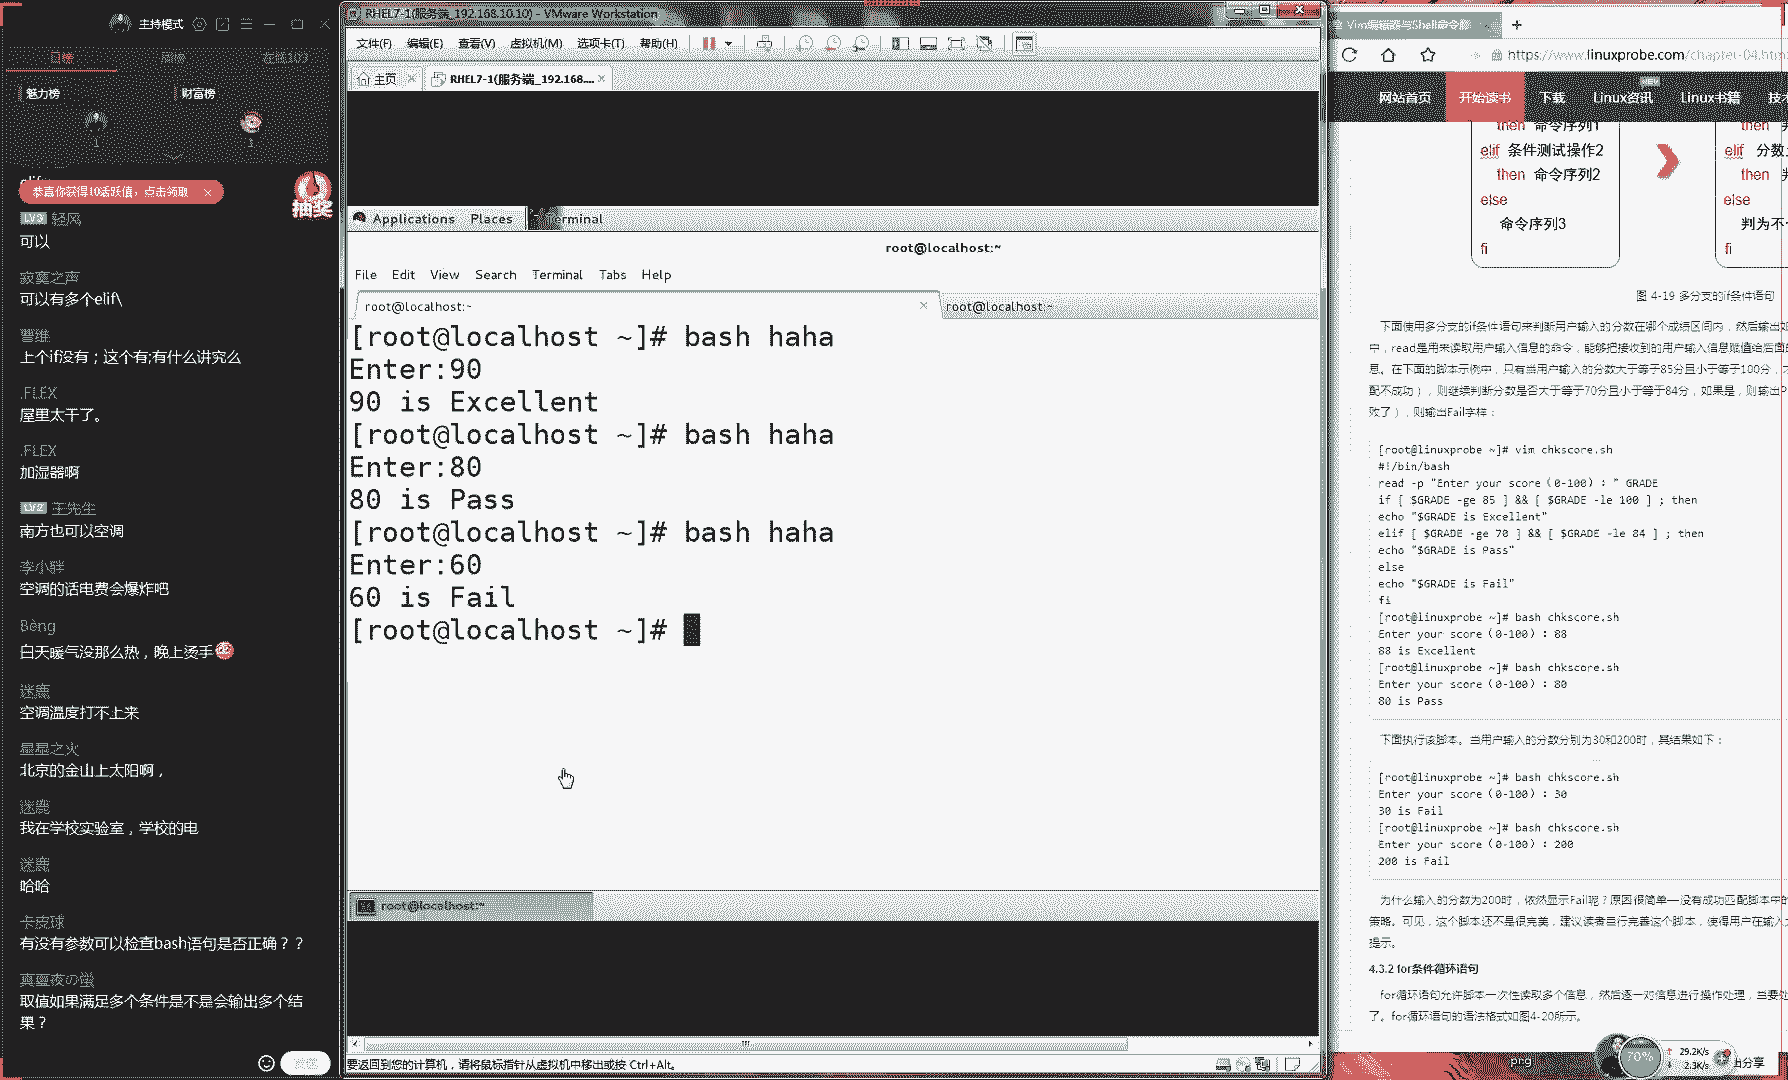 主持模式
日榜
周榜
在线103
魅力榜
财富榜
1
1
恭喜你获得10活跃值，点击领取
抽奖
LV3 轻风
可以
寂寞之声
可以有多个elif\
曹维
上个if没有；这个有;有什么讲究么
.FLEX
屋里太干了。
.FLEX
加湿器啊
LV2 王先生
南方也可以空调
李小胖
空调的话电费会爆炸吧
Bèng
白天暖气没那么热，晚上烫手
迷鹿
空调温度打不上来
星星之火
北京的金山上太阳啊，
迷鹿
我在学校实验室，学校的电
迷鹿
哈哈
卡皮球
有没有参数可以检查bash语句是否正确？？
取值如果满足多个条件是不是会输出多个结
果？
RHEL7-1(服务端_192.168.10.10) - VMware Workstation
文件(F) 编辑(E) 查看(V) 虚拟机(M) 选项卡(T) 帮助(H)
主页
RHEL7-1(服务端_192.168....
Applications Places Terminal
root@localhost:~
File Edit View Search Terminal Tabs Help
root@localhost:~
root@localhost:~
[root@localhost ~]# bash haha
Enter:90
90 is Excellent
[root@localhost ~]# bash haha
Enter:80
80 is Pass
[root@localhost ~]# bash haha
Enter:60
60 is Fail
[root@localhost ~]#
root@localhost:~
要返回到您的计算机，请将鼠标指针从虚拟机中移出或按 Ctrl+Alt。
Vim编辑器与Shell命令脚
https://www.linuxprobe.com/chapter-04.htm
网站首页 开始读书 下载 Linux资讯 Linux书籍 技
then 命令序列1
elif 条件测试操作2
then 命令序列2
else
命令序列3
fi
then
elif 分数
then
else
判为不
fi
图 4-19 多分支的if条件语句
下面使用多分支的if条件语句来判断用户输入的分数在哪个成绩区间内，然后输出如
中，read是用来读取用户输入信息的命令，能够把接收到的用户输入信息赋值给后面的
息。在下面的脚本示例中，只有当用户输入的分数大于等于85分且小于等于100分，才
配不成功），则继续判断分数是否大于等于70分且小于等于84分，如果是，则输出P
败了），则输出Fail字样：
[root@linuxprobe ~]# vim chkscore.sh
#!/bin/bash
read -p "Enter your score（0-100）：" GRADE
if [ $GRADE -ge 85 ] && [ $GRADE -le 100 ] ; then
echo "$GRADE is Excellent"
elif [ $GRADE -ge 70 ] && [ $GRADE -le 84 ] ; then
echo "$GRADE is Pass"
else
echo "$GRADE is Fail"
fi
[root@linuxprobe ~]# bash chkscore.sh
Enter your score（0-100）：88
88 is Excellent
[root@linuxprobe ~]# bash chkscore.sh
Enter your score（0-100）：80
80 is Pass
下面执行该脚本。当用户输入的分数分别为30和200时，其结果如下：
[root@linuxprobe ~]# bash chkscore.sh
Enter your score（0-100）：30
30 is Fail
[root@linuxprobe ~]# bash chkscore.sh
Enter your score（0-100）：200
200 is Fail
为什么输入的分数为200时，依然显示Fail呢？原因很简单—没有成功匹配脚本中的
策略。可见，这个脚本还不是很完美，建议读者自行完善这个脚本，使得用户在输入大
提示。
4.3.2 for条件循环语句
for循环语句允许脚本一次性读取多个信息，然后逐一对信息进行操作处理，当要处
了。for循环语句的语法格式如图4-20所示。
png
70%
29.2K/s
2.3K/s
分享